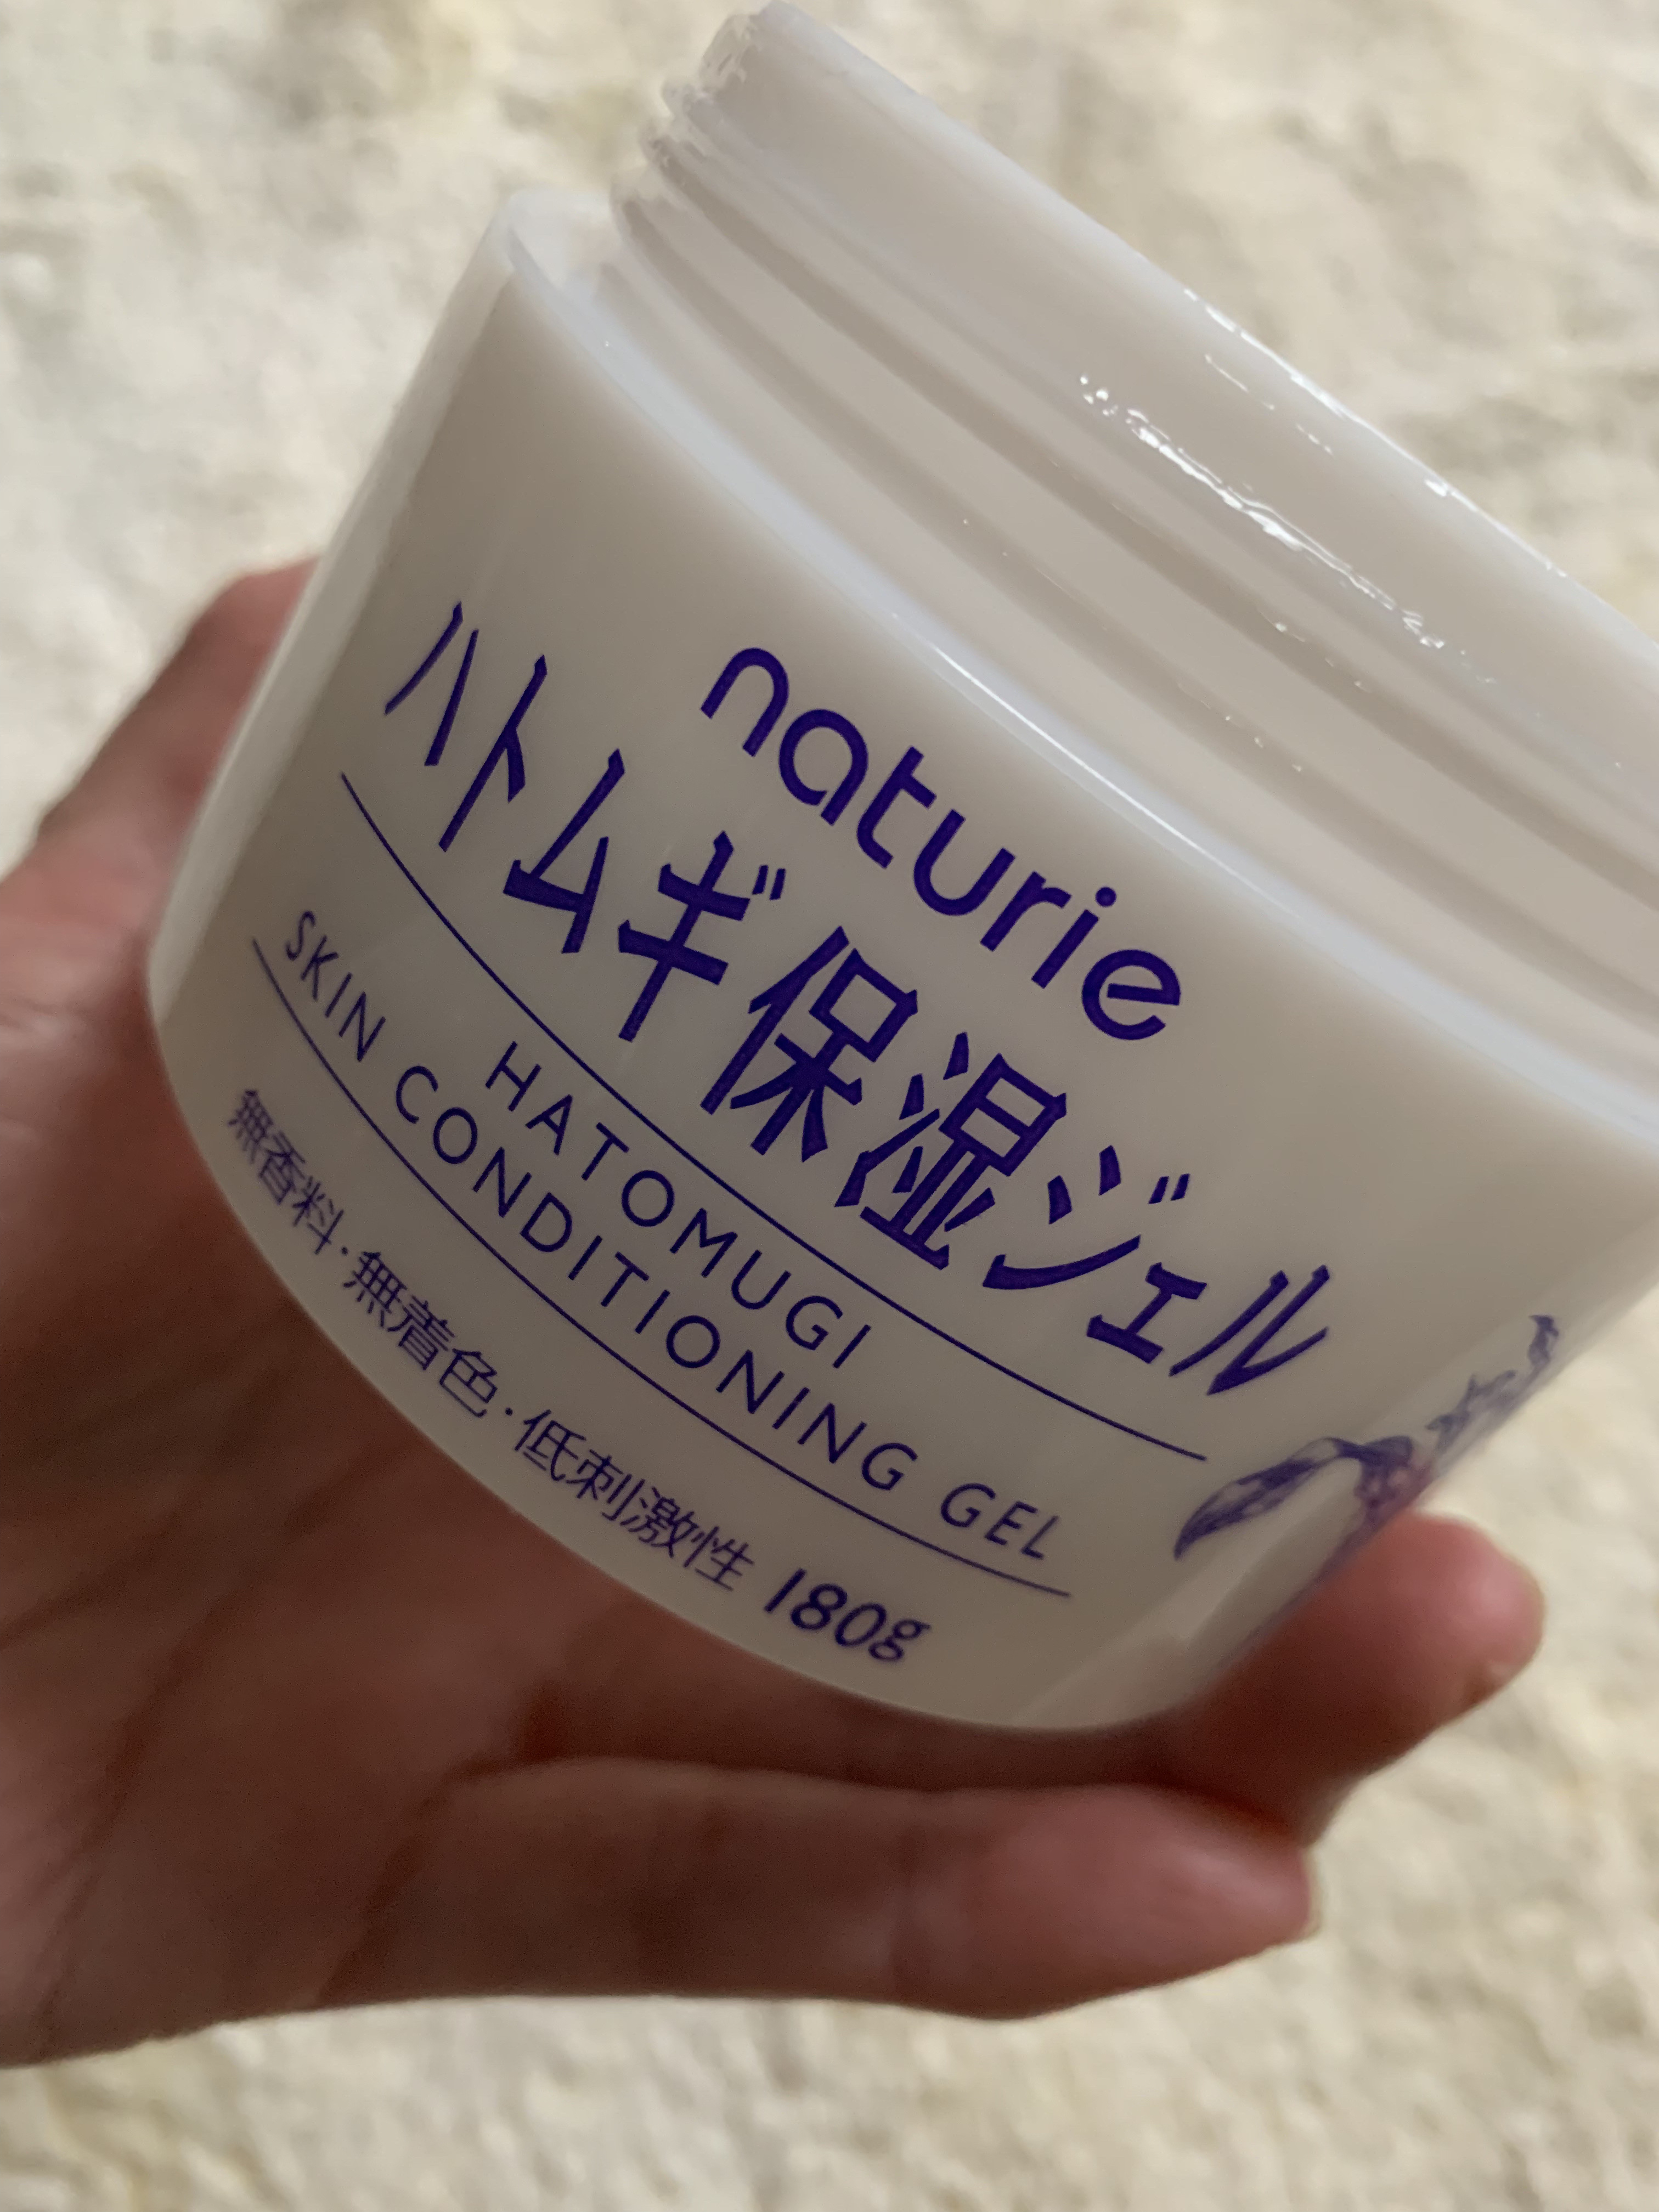 naturie
ハトムギ保湿ジェル
HATOMUGI
SKIN CONDITIONING GEL
無香料・無着色・低刺激性 180g